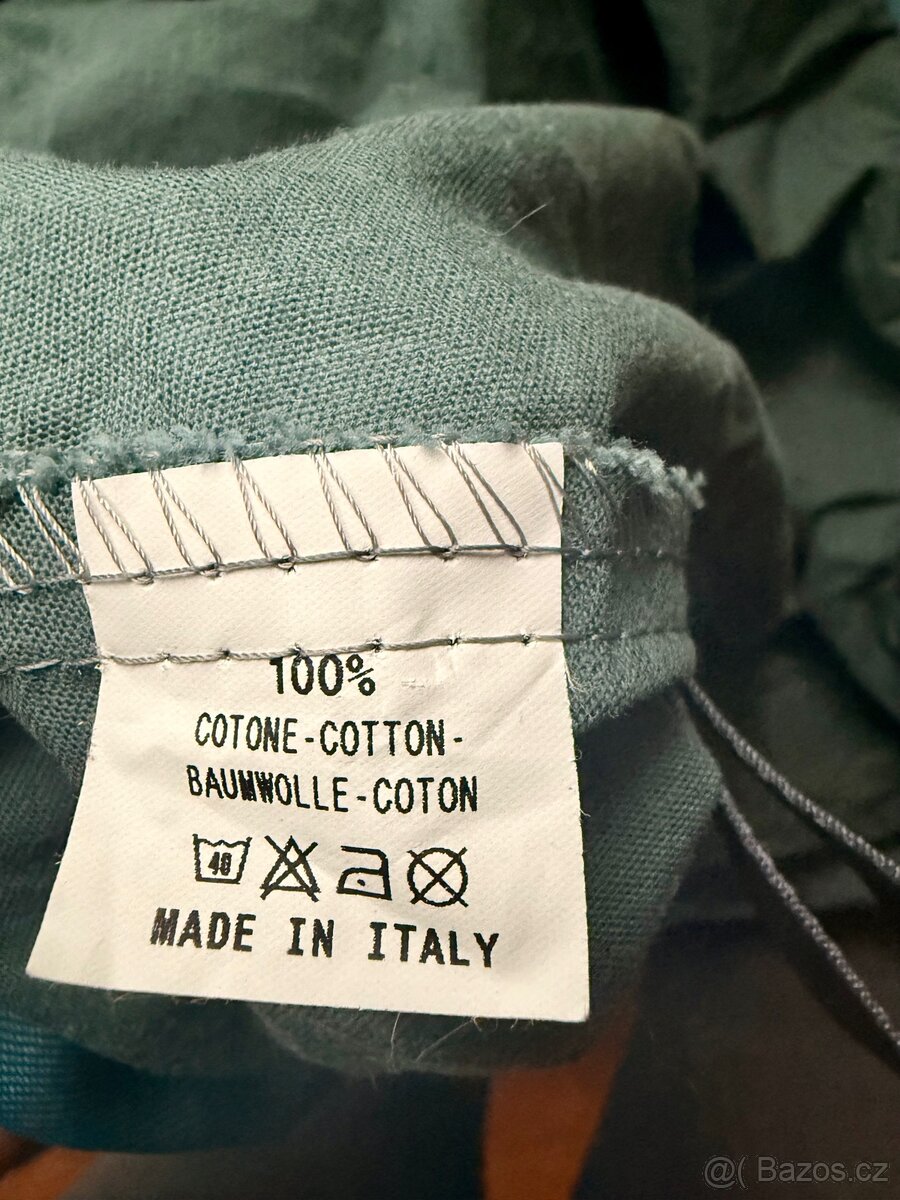 100%
COTONE-COTTON-
BAUMWOLLE-COTON
40
MADE IN ITALY
@( Bazos.cz